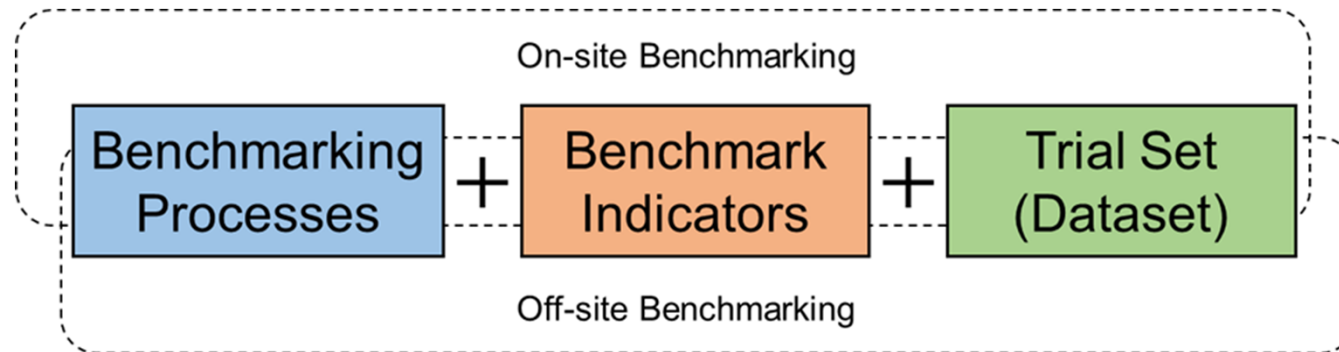 On-site Benchmarking
Benchmarking
Processes
+
Benchmark
Indicators
+
Trial Set
(Dataset)
Off-site Benchmarking